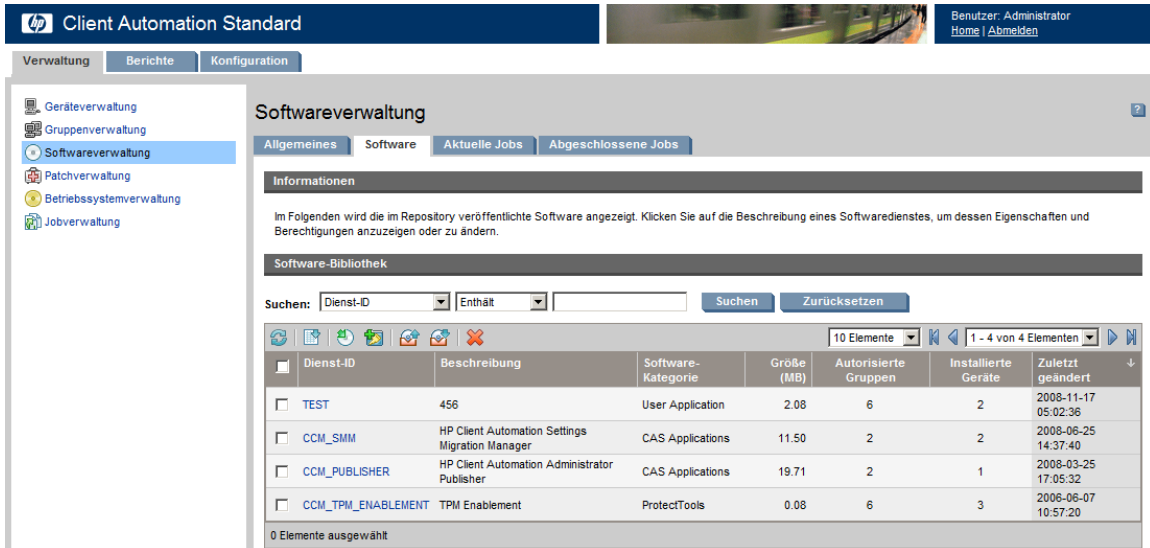 hp Client Automation Standard
Benutzer: Administrator
Home | Abmelden
Verwaltung Berichte Konfiguration
Geräteverwaltung
Gruppenverwaltung
Softwareverwaltung
Patchverwaltung
Betriebssystemverwaltung
Jobverwaltung
Softwareverwaltung ?
Allgemeines Software Aktuelle Jobs Abgeschlossene Jobs
Informationen
Im Folgenden wird die im Repository veröffentlichte Software angezeigt. Klicken Sie auf die Beschreibung eines Softwaredienstes, um dessen Eigenschaften und
Berechtigungen anzuzeigen oder zu ändern.
Software-Bibliothek
Suchen: Dienst-ID Enthält Suchen Zurücksetzen
10 Elemente 1 - 4 von 4 Elementen
Dienst-ID Beschreibung Software- Größe Autorisierte Installierte Zuletzt
Kategorie (MB) Gruppen Geräte geändert
TEST 456 User Application 2.08 6 2 2008-11-17
05:02:36
CCM_SMM HP Client Automation Settings
Migration Manager CAS Applications 11.50 2 2 2008-06-25
14:37:40
CCM_PUBLISHER HP Client Automation Administrator
Publisher CAS Applications 19.71 2 1 2008-03-25
17:05:32
CCM_TPM_ENABLEMENT TPM Enablement ProtectTools 0.08 6 3 2006-06-07
10:57:20
0 Elemente ausgewählt